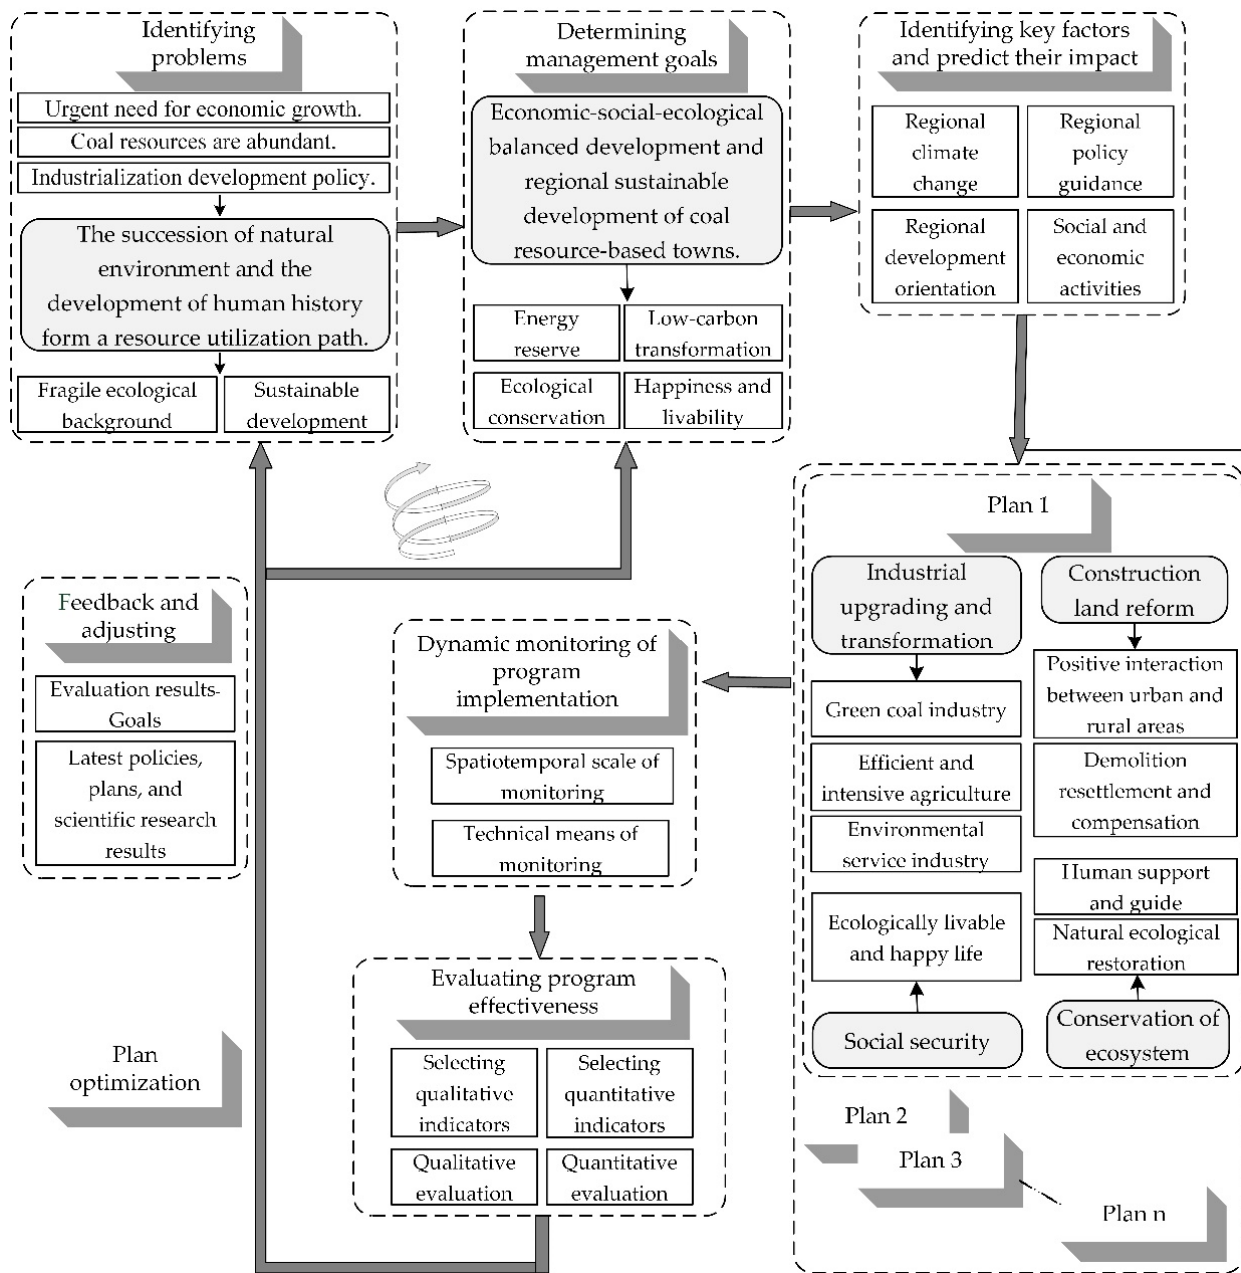 Identifying
problems
Urgent need for economic growth.
Coal resources are abundant.
Industrialization development policy.
The succession of natural
environment and the
development of human history
form a resource utilization path.
Fragile ecological
background
Sustainable
development
Determining
management goals
Economic-social-ecological
balanced development and
regional sustainable
development of coal
resource-based towns.
Energy
reserve
Low-carbon
transformation
Ecological
conservation
Happiness and
livability
Identifying key factors
and predict their impact
Regional
climate
change
Regional
policy
guidance
Regional
development
orientation
Social and
economic
activities
Plan 1
Industrial
upgrading and
transformation
Green coal industry
Efficient and
intensive agriculture
Environmental
service industry
Ecologically livable
and happy life
Social security
Construction
land reform
Positive interaction
between urban and
rural areas
Demolition
resettlement and
compensation
Human support
and guide
Natural ecological
restoration
Conservation of
ecosystem
Plan 2
Plan 3
Plan n
Dynamic monitoring of
program
implementation
Spatiotemporal scale of
monitoring
Technical means of
monitoring
Evaluating program
effectiveness
Selecting
qualitative
indicators
Selecting
quantitative
indicators
Qualitative
evaluation
Quantitative
evaluation
Feedback and
adjusting
Evaluation results-
Goals
Latest policies,
plans, and
scientific research
results
Plan
optimization